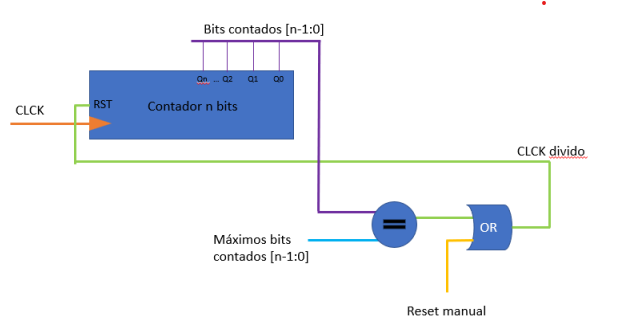 Bits contados [n-1:0]
Qn ... Q2 Q1 Q0
RST
Contador n bits
CLCK
CLCK divido
OR
Máximos bits
contados [n-1:0]
Reset manual